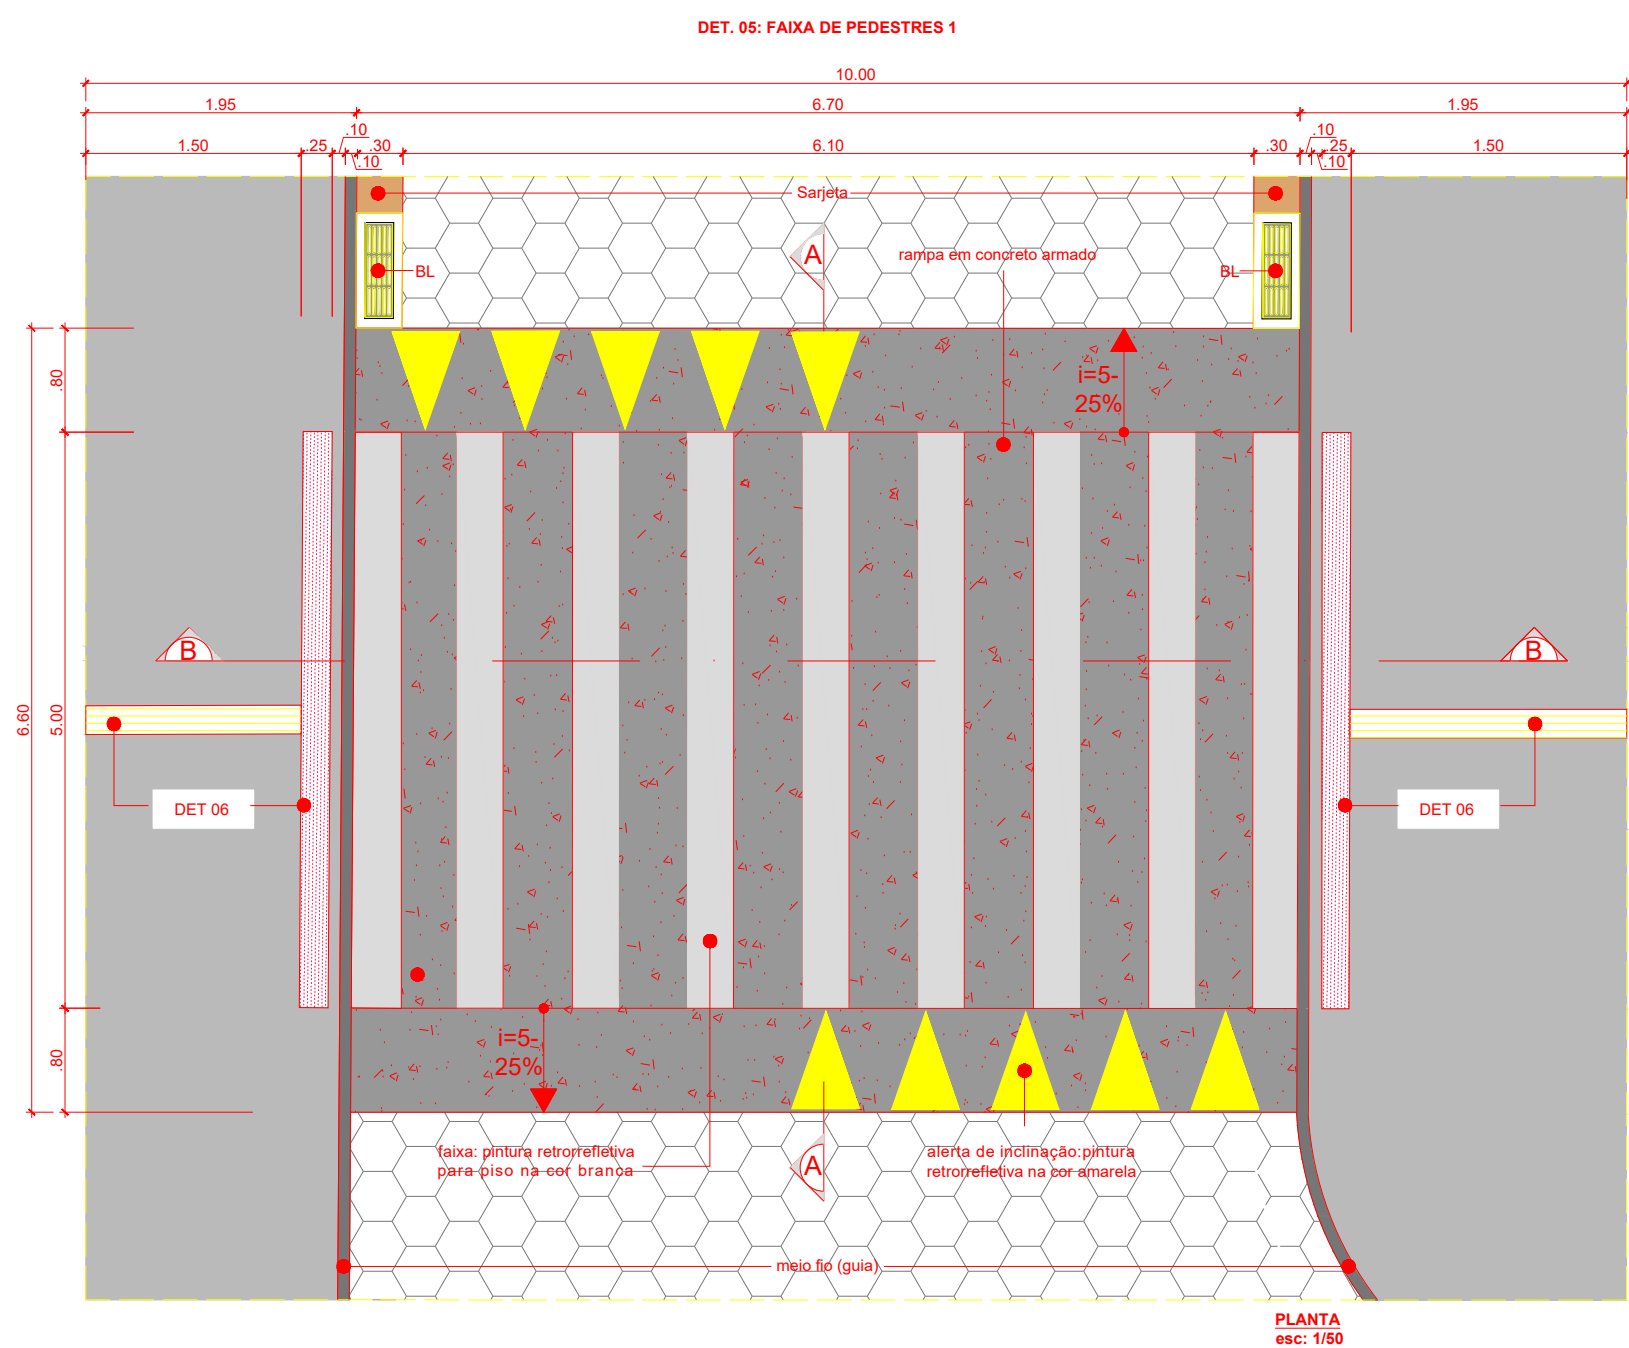 DET. 05: FAIXA DE PEDESTRES 1
10.00
1.95
6.70
1.95
.10
.10
1.50
.25
.30
6.10
.30
.25
1.50
.10
.10
Sarjeta
A
rampa em concreto armado
BL
BL
.80
i=5-
25%
B
B
6.60
5.00
DET 06
DET 06
.80
i=5-
25%
faixa: pintura retrorrefletiva
para piso na cor branca
A
alerta de inclinação:pintura
retrorrefletiva na cor amarela
meio fio (guia)
PLANTA
esc: 1/50